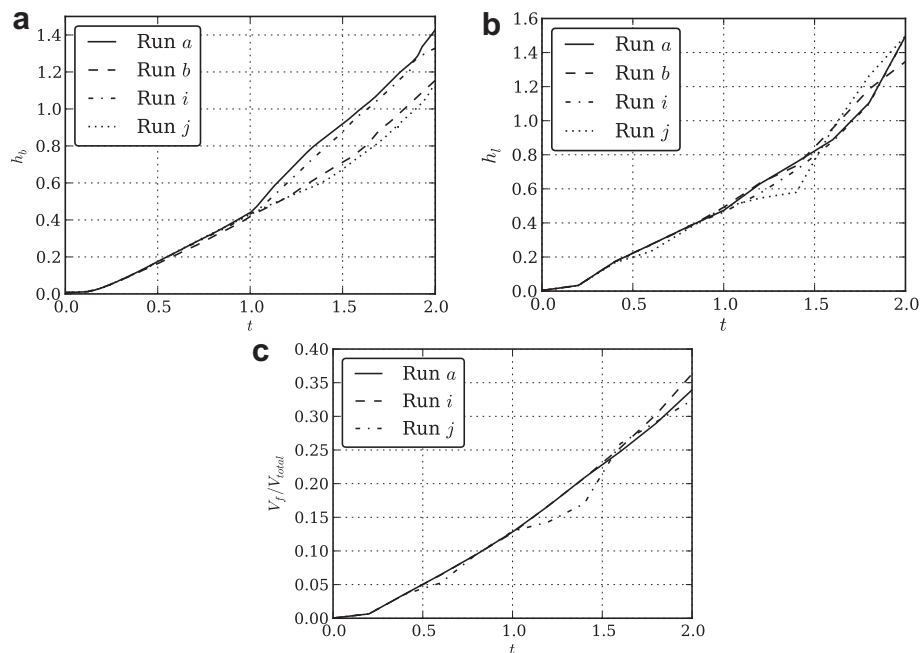 a
1.4
1.2
1.0
0.8
0.6
0.4
0.2
0.0
h_b
Run a
Run b
Run i
Run j
0.0 0.5 1.0 1.5 2.0
t
b
1.6
1.4
1.2
1.0
0.8
0.6
0.4
0.2
0.0
h_l
Run a
Run b
Run i
Run j
0.0 0.5 1.0 1.5 2.0
t
c
0.40
0.35
0.30
0.25
0.20
0.15
0.10
0.05
0.00
V_f/V_total
Run a
Run i
Run j
0.0 0.5 1.0 1.5 2.0
t